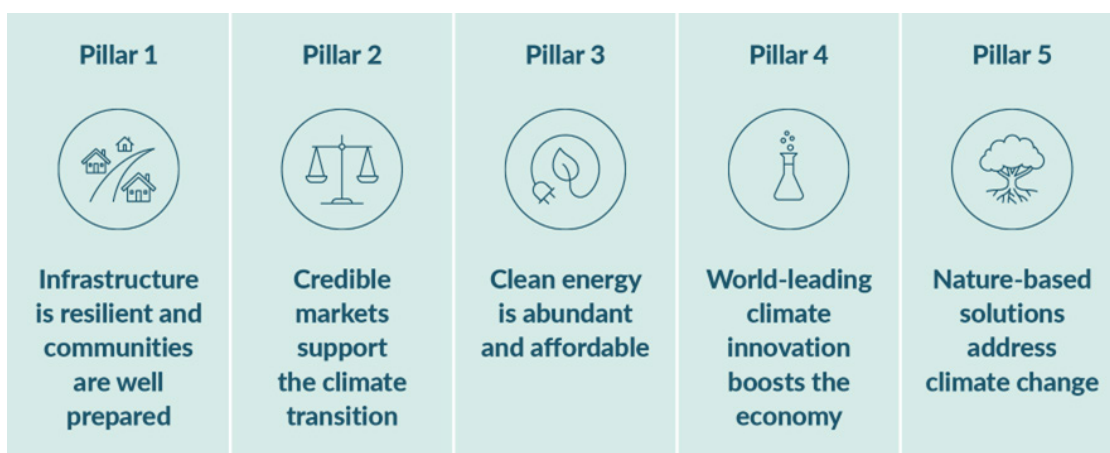 Pillar 1
Infrastructure
is resilient and
communities
are well
prepared
Pillar 2
Credible
markets
support
the climate
transition
Pillar 3
Clean energy
is abundant
and affordable
Pillar 4
World-leading
climate
innovation
boosts the
economy
Pillar 5
Nature-based
solutions
address
climate change